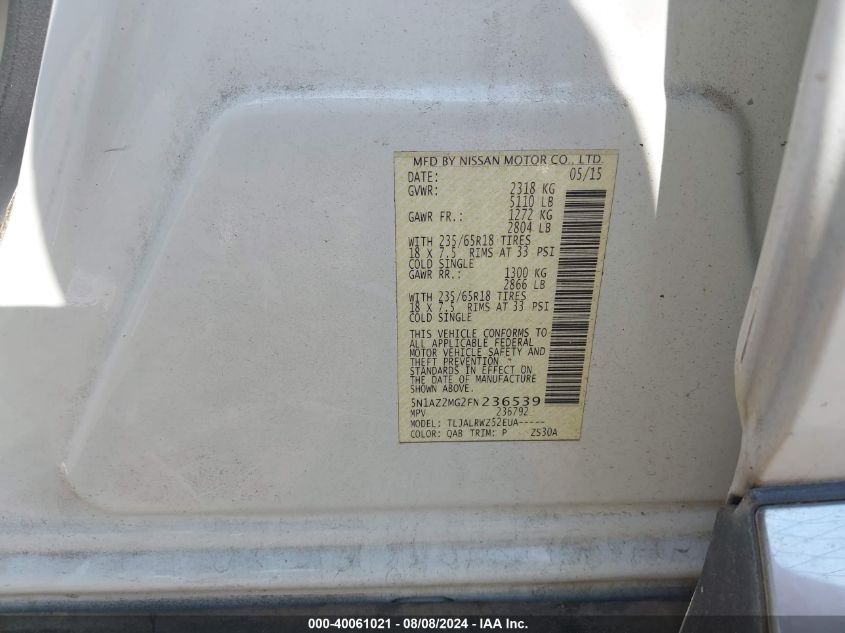 MFD BY NISSAN MOTOR CO., LTD.
DATE: 05/15
GVWR: 2318 KG
5110 LB
GAWR FR.: 1272 KG
2804 LB
WITH 235/65R18 TIRES
18 X 7.5 RIMS AT 33 PSI
COLD SINGLE
GAWR RR.: 1300 KG
2866 LB
WITH 235/65R18 TIRES
18 X 7.5 RIMS AT 33 PSI
COLD SINGLE
THIS VEHICLE CONFORMS TO
ALL APPLICABLE FEDERAL
MOTOR VEHICLE SAFETY AND
THEFT PREVENTION
STANDARDS IN EFFECT ON
THE DATE OF MANUFACTURE
SHOWN ABOVE.
5N1AZ2MG2FN236539
MPV 236792
MODEL: TLJALRWZ52EUA-----
COLOR: QAB TRIM: P ZS30A
000-40061021 - 08/08/2024 - IAA Inc.